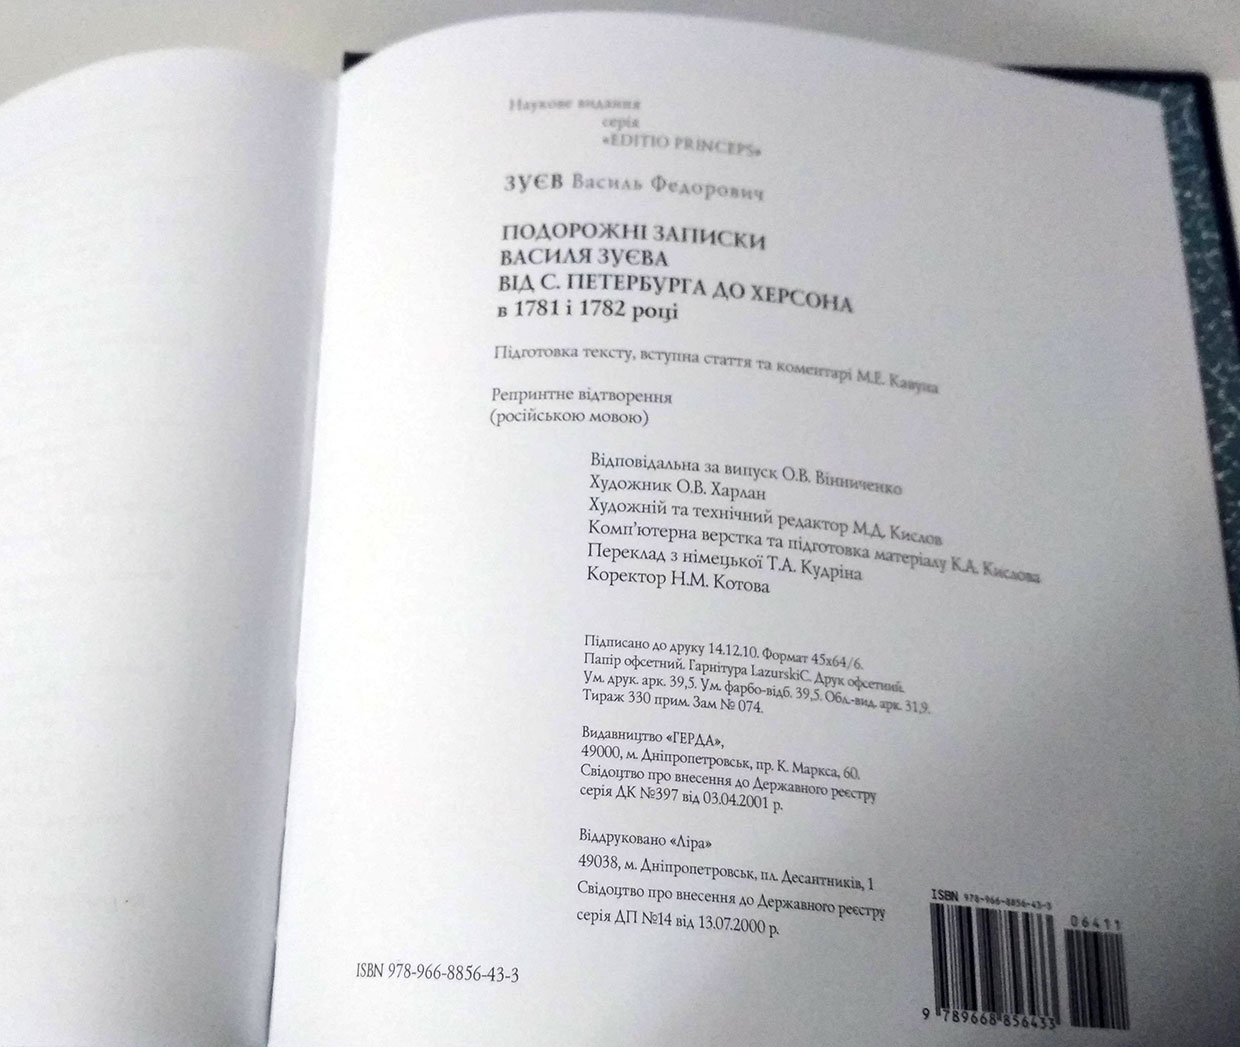 Наукове видання
серія
«EDITIO PRINCEPS»
ЗУЄВ Василь Федорович
ПОДОРОЖНІ ЗАПИСКИ
ВАСИЛЯ ЗУЄВА
ВІД С. ПЕТЕРБУРГА ДО ХЕРСОНА
в 1781 і 1782 році
Підготовка тексту, вступна стаття та коментарі М.Е. Кавуна
Репринтне відтворення
(російською мовою)
Відповідальна за випуск О.В. Вінниченко
Художник О.В. Харлан
Художній та технічний редактор М.Д. Кислов
Комп'ютерна верстка та підготовка матеріалу К.А. Кислова
Переклад з німецької Т.А. Кудріна
Коректор Н.М. Котова
Підписано до друку 14.12.10. Формат 45х64/6.
Папір офсетний. Гарнітура LazurskiC. Друк офсетний.
Ум. друк. арк. 39,5. Ум. фарбо-відб. 39,5. Обл.-вид. арк. 31,9.
Тираж 330 прим. Зам № 074.
Видавництво «ГЕРДА»,
49000, м. Дніпропетровськ, пр. К. Маркса, 60.
Свідоцтво про внесення до Державного реєстру
серія ДК №397 від 03.04.2001 р.
Віддруковано «Ліра»
49038, м. Дніпропетровськ, пл. Десантників, 1
Свідоцтво про внесення до Державного реєстру
серія ДП №14 від 13.07.2000 р.
ISBN 978-966-8856-43-3
ISBN 978-966-8856-43-3
06411
9 789668 856433